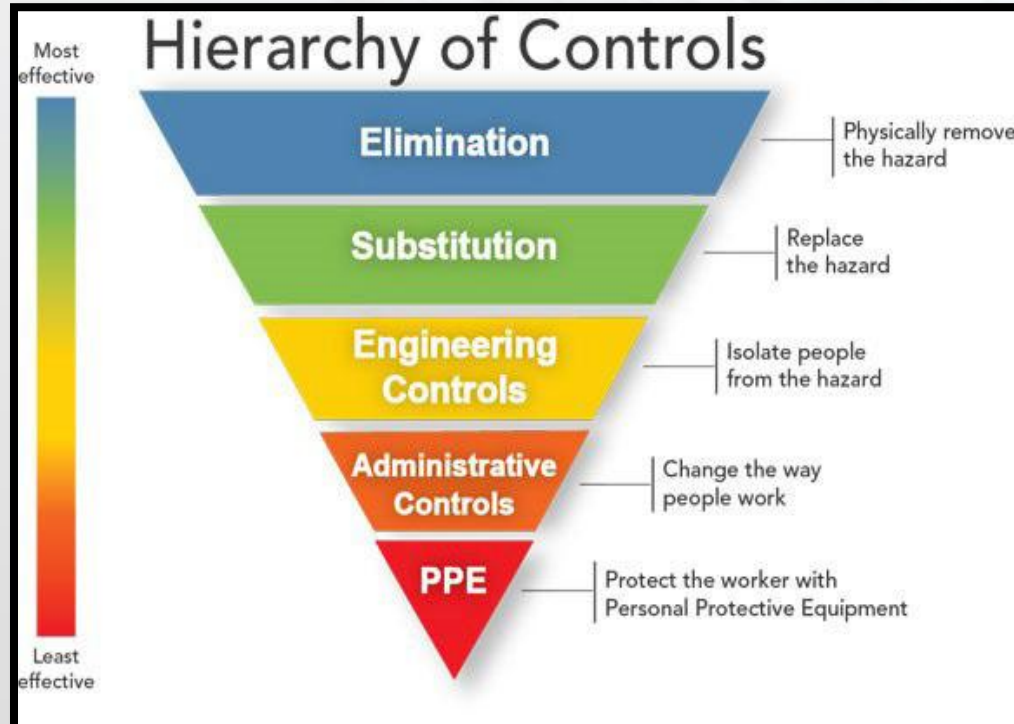 Hierarchy of Controls
Most
effective
Elimination
Physically remove
the hazard
Substitution
Replace
the hazard
Engineering
Controls
Isolate people
from the hazard
Administrative
Controls
Change the way
people work
PPE
Protect the worker with
Personal Protective Equipment
Least
effective